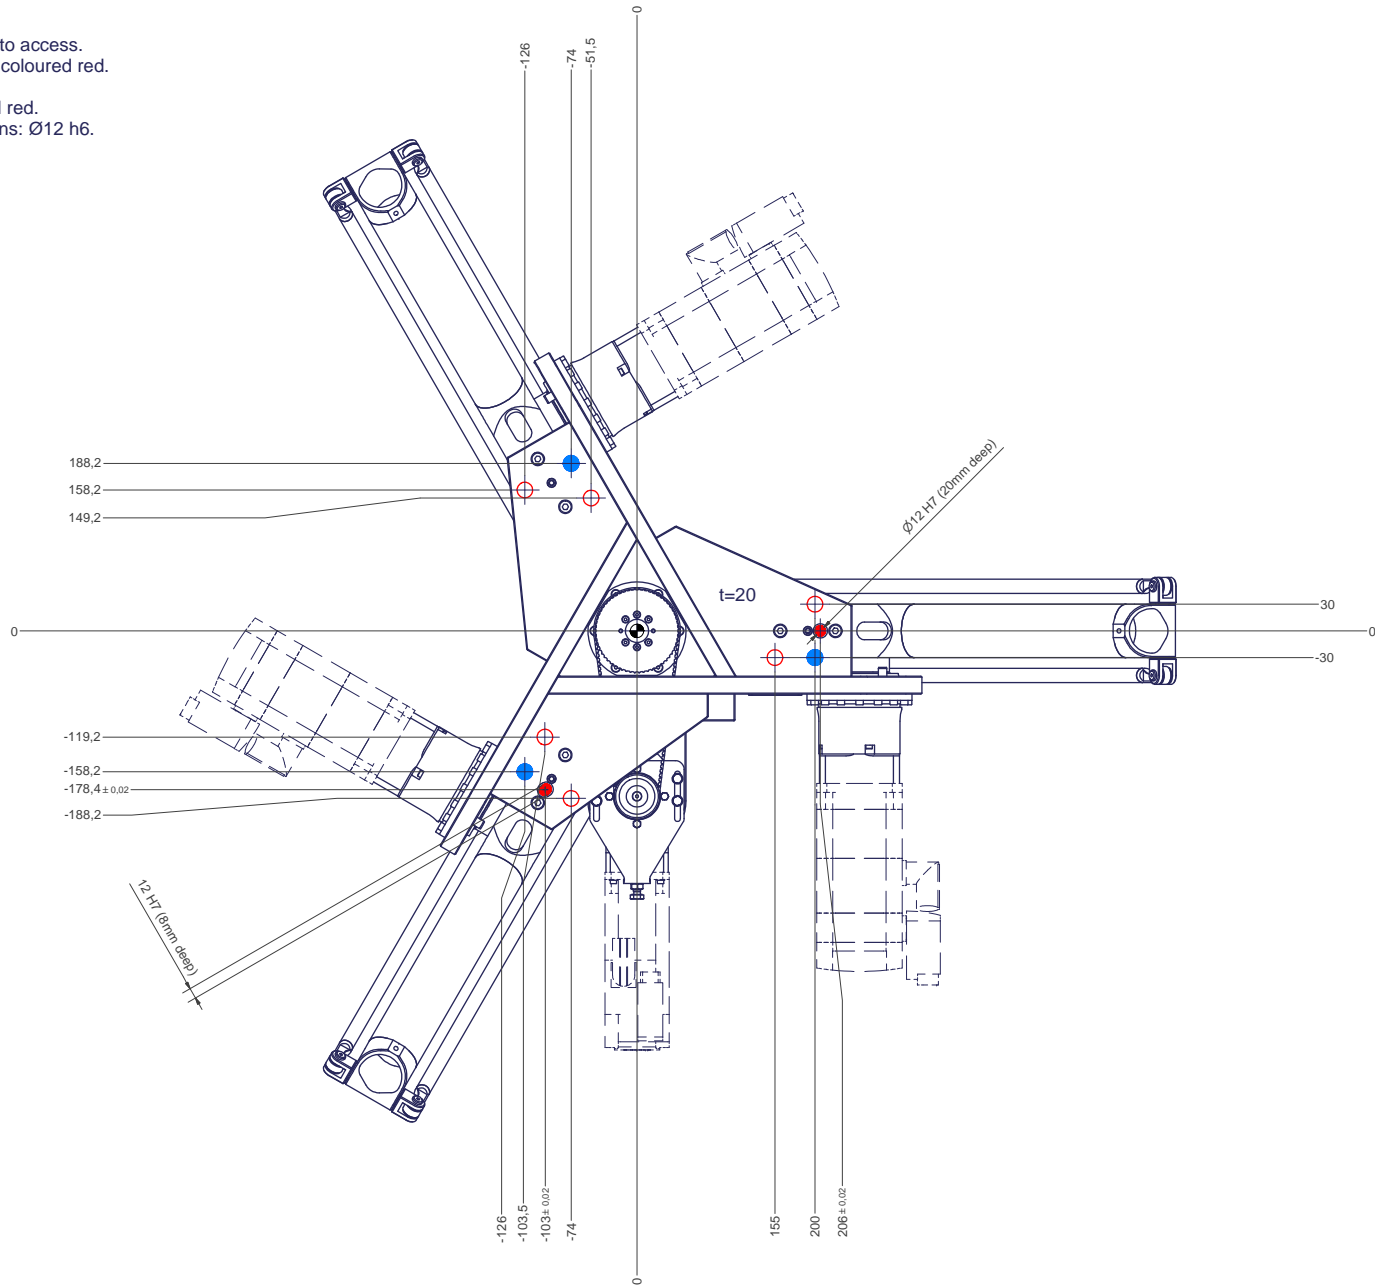 to access.
coloured red.
red.
ns: Ø12 h6.
0
-126
-74
-51,5
188,2
158,2
149,2
Ø12 H7 (20mm deep)
t=20
30
0
0
-30
-119,2
-158,2
-178,4 ± 0,02
-188,2
12 H7 (8mm deep)
-126
-103,5
-103 ± 0,02
-74
155
200
206 ± 0,02
0